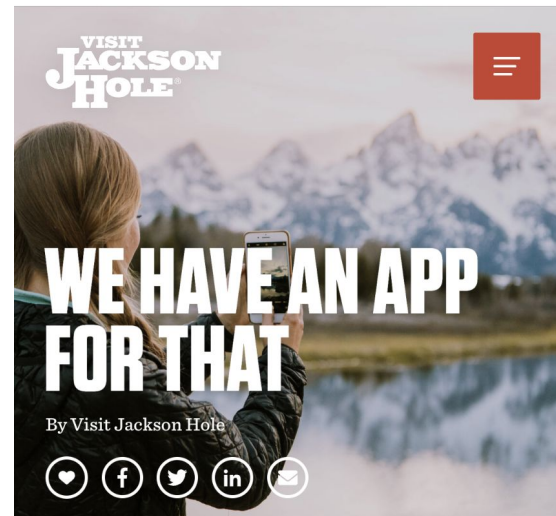 VISIT
JACKSON
HOLE®
WE HAVE AN APP
FOR THAT
By Visit Jackson Hole